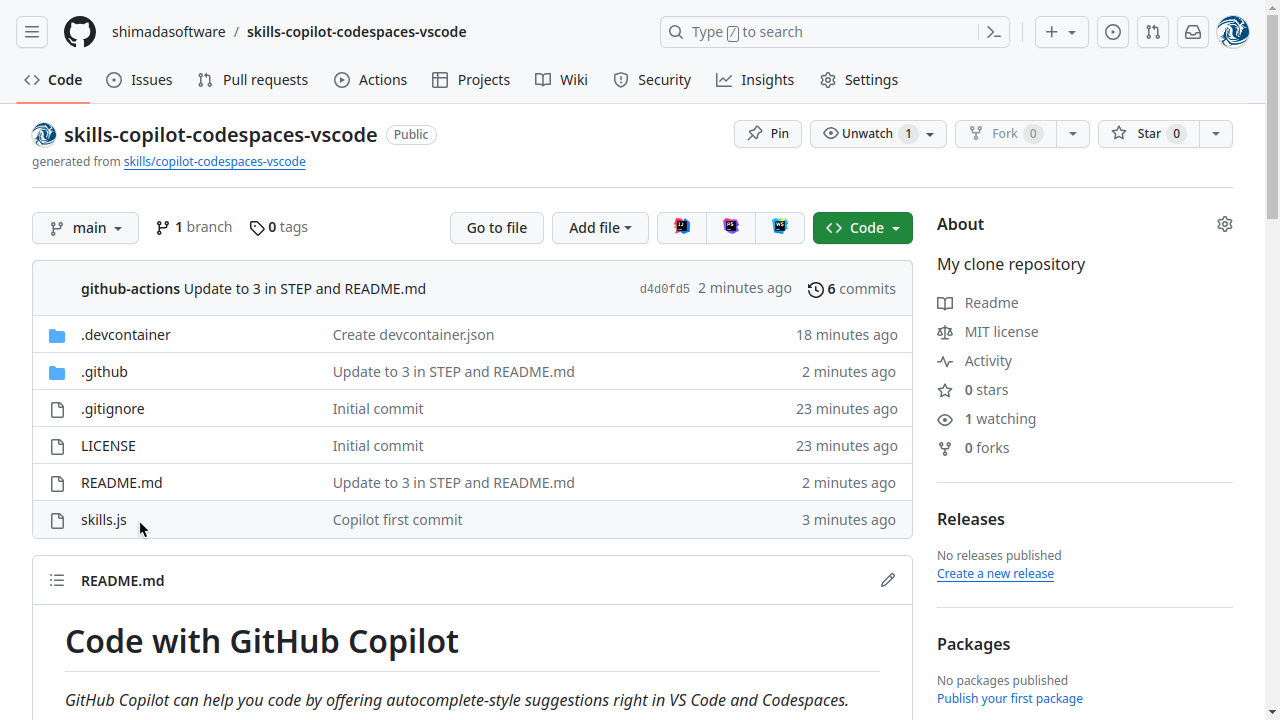 shimadasoftware / skills-copilot-codespaces-vscode
Type / to search
Code Issues Pull requests Actions Projects Wiki Security Insights Settings
skills-copilot-codespaces-vscode Public
Pin Unwatch 1 Fork 0 Star 0
generated from skills/copilot-codespaces-vscode
main 1 branch 0 tags Go to file Add file Code
github-actions Update to 3 in STEP and README.md d4d0fd5 2 minutes ago 6 commits
.devcontainer Create devcontainer.json 18 minutes ago
.github Update to 3 in STEP and README.md 2 minutes ago
.gitignore Initial commit 23 minutes ago
LICENSE Initial commit 23 minutes ago
README.md Update to 3 in STEP and README.md 2 minutes ago
skills.js Copilot first commit 3 minutes ago
README.md
Code with GitHub Copilot
GitHub Copilot can help you code by offering autocomplete-style suggestions right in VS Code and Codespaces.
About
My clone repository
Readme
MIT license
Activity
0 stars
1 watching
0 forks
Releases
No releases published
Create a new release
Packages
No packages published
Publish your first package